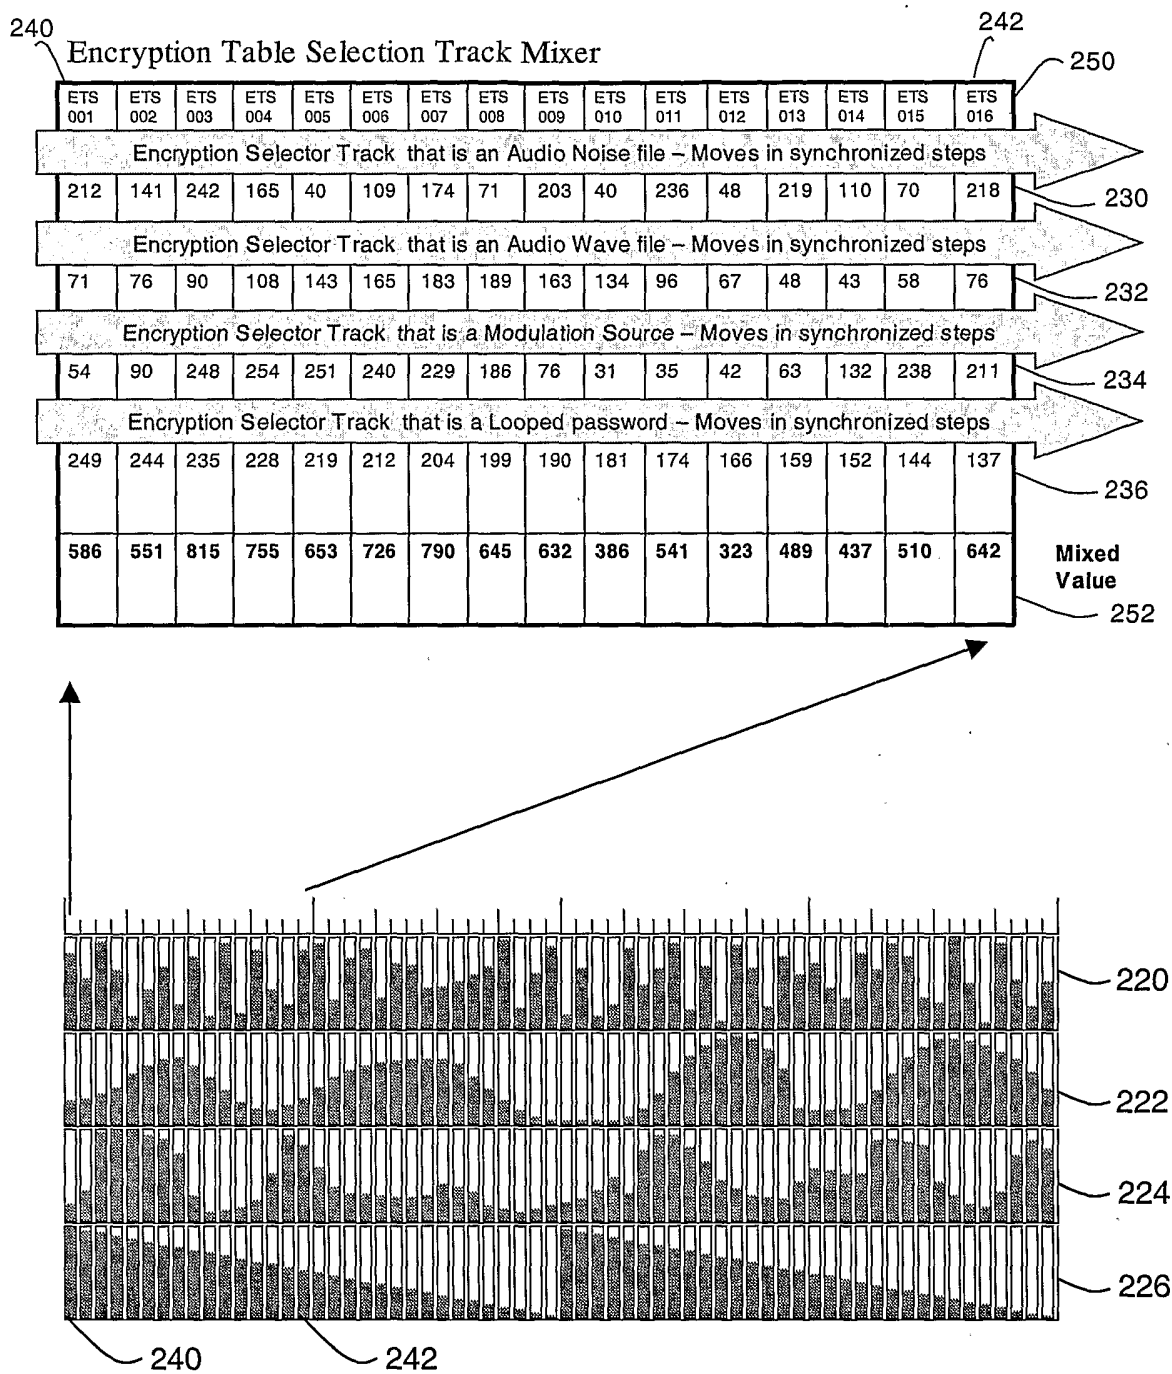 240
242
Encryption Table Selection Track Mixer
250
ETS ETS ETS ETS ETS ETS ETS ETS ETS ETS ETS ETS ETS ETS ETS ETS
001 002 003 004 005 006 007 008 009 010 011 012 013 014 015 016
Encryption Selector Track that is an Audio Noise file – Moves in synchronized steps
212 141 242 165 40 109 174 71 203 40 236 48 219 110 70 218
230
Encryption Selector Track that is an Audio Wave file – Moves in synchronized steps
71 76 90 108 143 165 183 189 163 134 96 67 48 43 58 76
232
Encryption Selector Track that is a Modulation Source – Moves in synchronized steps
54 90 248 254 251 240 229 186 76 31 35 42 63 132 238 211
234
Encryption Selector Track that is a Looped password – Moves in synchronized steps
249 244 235 228 219 212 204 199 190 181 174 166 159 152 144 137
236
586 551 815 755 653 726 790 645 632 386 541 323 489 437 510 642
Mixed
Value
252
220
222
224
226
240
242